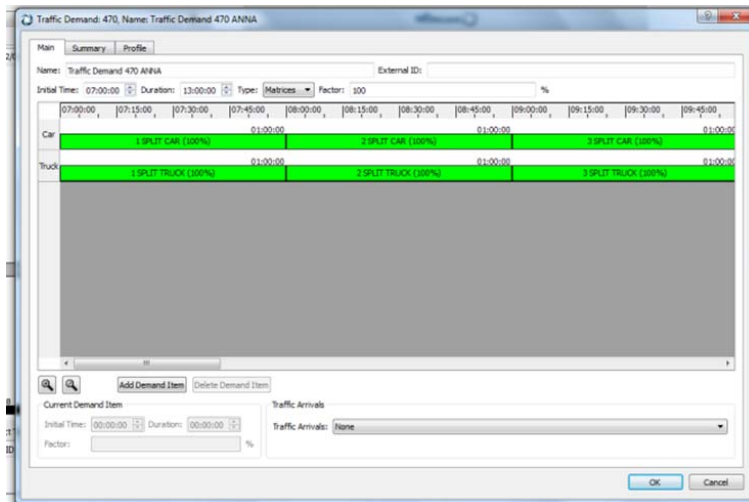 Traffic Demand: 470, Name: Traffic Demand 470 ANNA
Main Summary Profile
Name: Traffic Demand 470 ANNA External ID:
Initial Time: 07:00:00 Duration: 13:00:00 Type: Matrices Factor: 100 %
07:00:00 07:15:00 07:30:00 07:45:00 08:00:00 08:15:00 08:30:00 08:45:00 09:00:00 09:15:00 09:30:00 09:45:00
Car 01:00:00 01:00:00 01:00:00
1 SPLIT CAR (100%) 2 SPLIT CAR (100%) 3 SPLIT CAR (100%)
Truck 01:00:00 01:00:00 01:00:00
1 SPLIT TRUCK (100%) 2 SPLIT TRUCK (100%) 3 SPLIT TRUCK (100%)
Add Demand Item Delete Demand Item
Current Demand Item Traffic Arrivals
Initial Time: 00:00:00 Duration: 00:00:00 Traffic Arrivals: None
Factor: %
OK Cancel